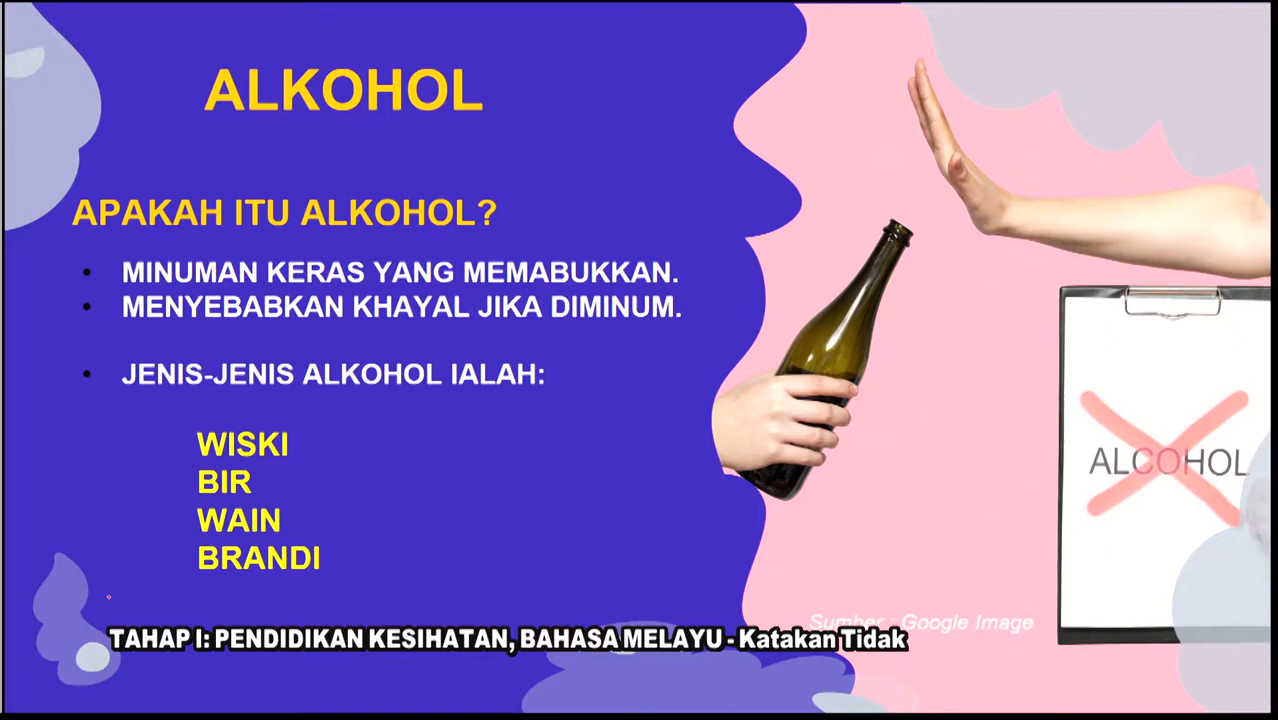 ALKOHOL
APAKAH ITU ALKOHOL?
• MINUMAN KERAS YANG MEMABUKKAN.
• MENYEBABKAN KHAYAL JIKA DIMINUM.
• JENIS-JENIS ALKOHOL IALAH:
WISKI
BIR
WAIN
BRANDI
ALCOHOL
Sumber : Google Image
TAHAP I: PENDIDIKAN KESIHATAN, BAHASA MELAYU - Katakan Tidak